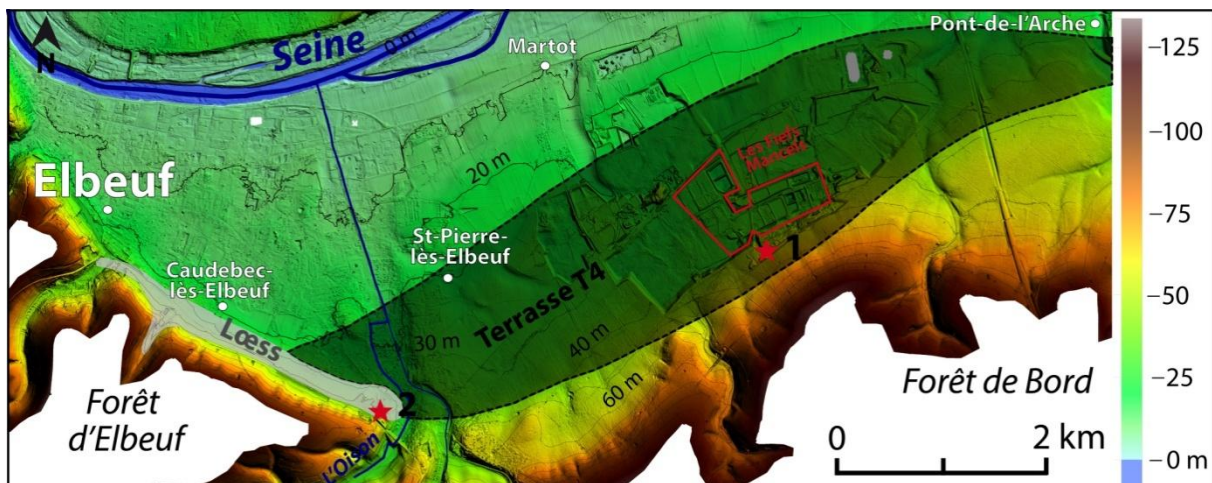 Pont-de-l'Arche
Seine
0 m
N
Martot
Les Fiefs
Mancels
20 m
Elbeuf
St-Pierre-
lès-Elbeuf
1
Caudebec-
lès-Elbeuf
Terrasse T4
Lœss
30 m
40 m
60 m
Forêt de Bord
Forêt
d'Elbeuf
2
l'Oison
0
2 km
–125
–100
–75
–50
–25
–0 m